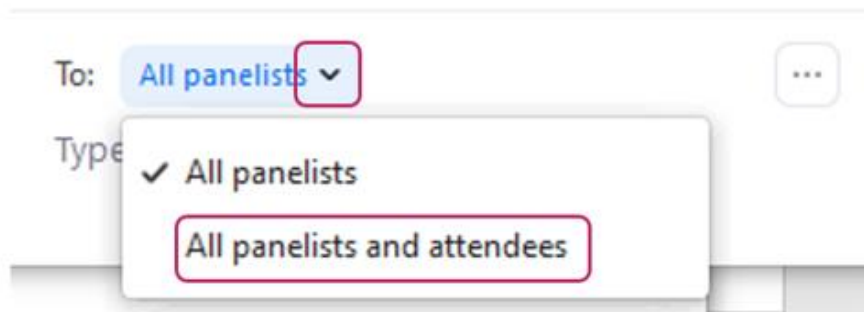 To: All panelists
Type
All panelists
All panelists and attendees